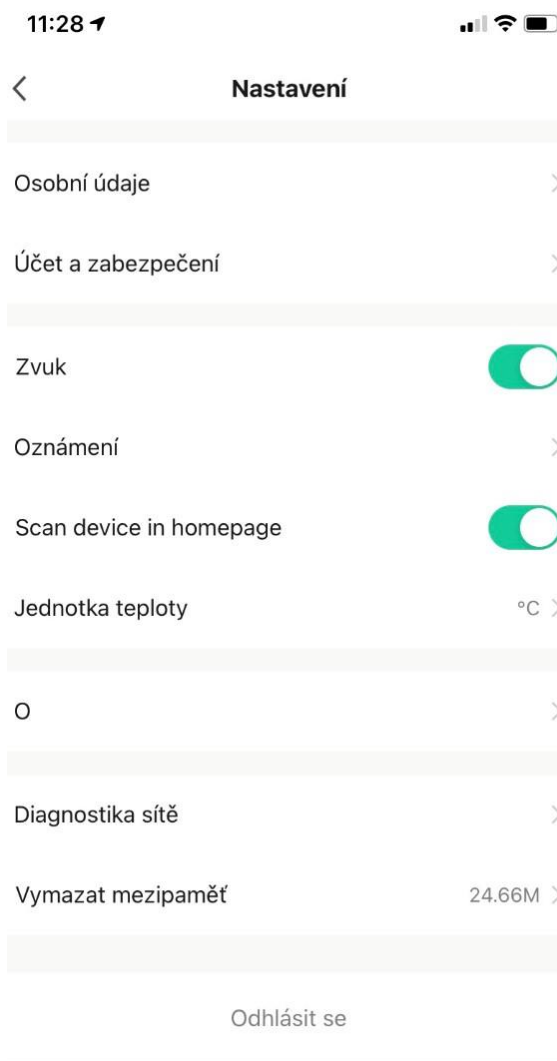 11:28
Nastavení
Osobní údaje
Účet a zabezpečení
Zvuk
Oznámení
Scan device in homepage
Jednotka teploty °C
O
Diagnostika sítě
Vymazat mezipaměť 24.66M
Odhlásit se